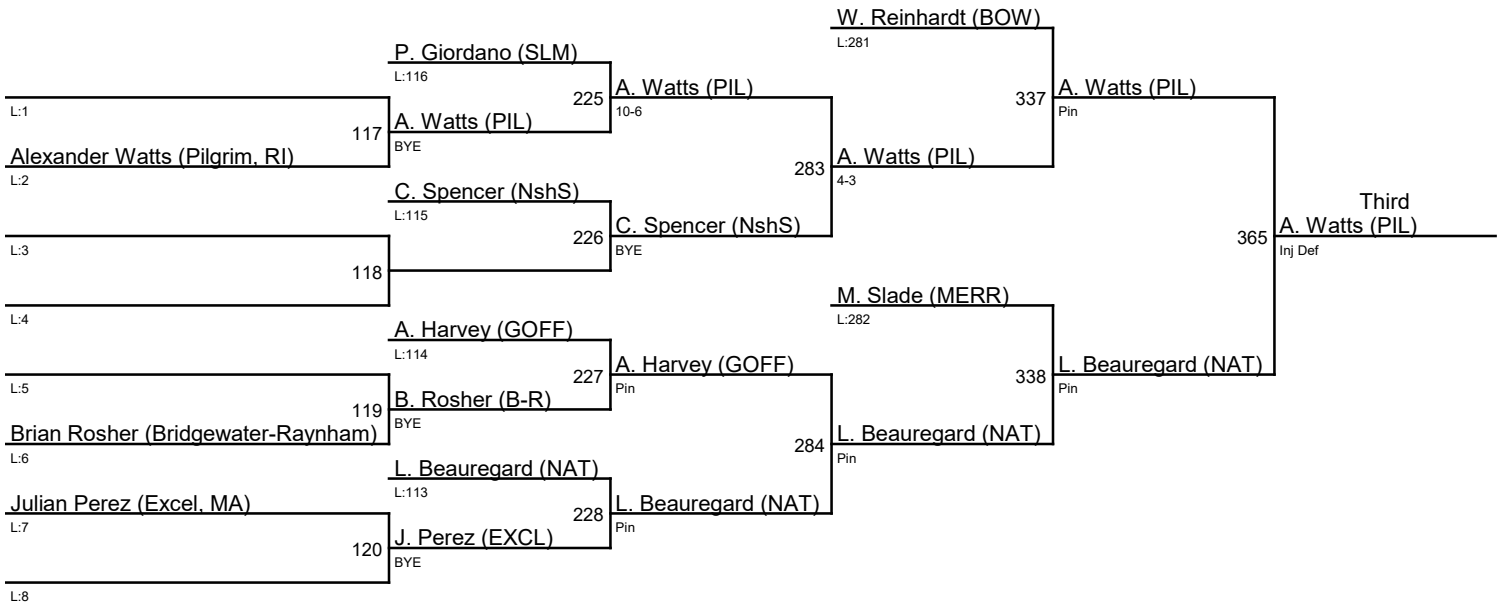 W. Reinhardt (BOW)
L:281
P. Giordano (SLM)
L:116
225
A. Watts (PIL)
10-6
337
A. Watts (PIL)
Pin
L:1
117
A. Watts (PIL)
BYE
Alexander Watts (Pilgrim, RI)
L:2
283
A. Watts (PIL)
4-3
C. Spencer (NshS)
L:115
226
C. Spencer (NshS)
BYE
Third
365
A. Watts (PIL)
Inj Def
L:3
118
L:4
M. Slade (MERR)
L:282
A. Harvey (GOFF)
L:114
227
A. Harvey (GOFF)
Pin
338
L. Beauregard (NAT)
Pin
L:5
119
B. Rosher (B-R)
BYE
Brian Rosher (Bridgewater-Raynham)
L:6
284
L. Beauregard (NAT)
Pin
L. Beauregard (NAT)
L:113
228
L. Beauregard (NAT)
Pin
Julian Perez (Excel, MA)
L:7
120
J. Perez (EXCL)
BYE
L:8